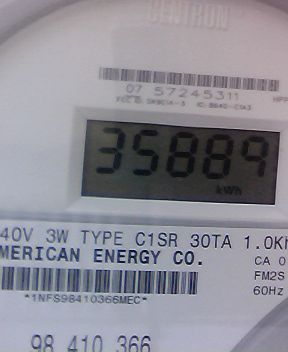 CENTRON
07 57245311
35889
kWh
40V 3W TYPE C1SR 30TA 1.0Kh
MERICAN ENERGY CO.
CA 0
FM2S
60Hz
*1NFS98410366MEC*
98 410 366